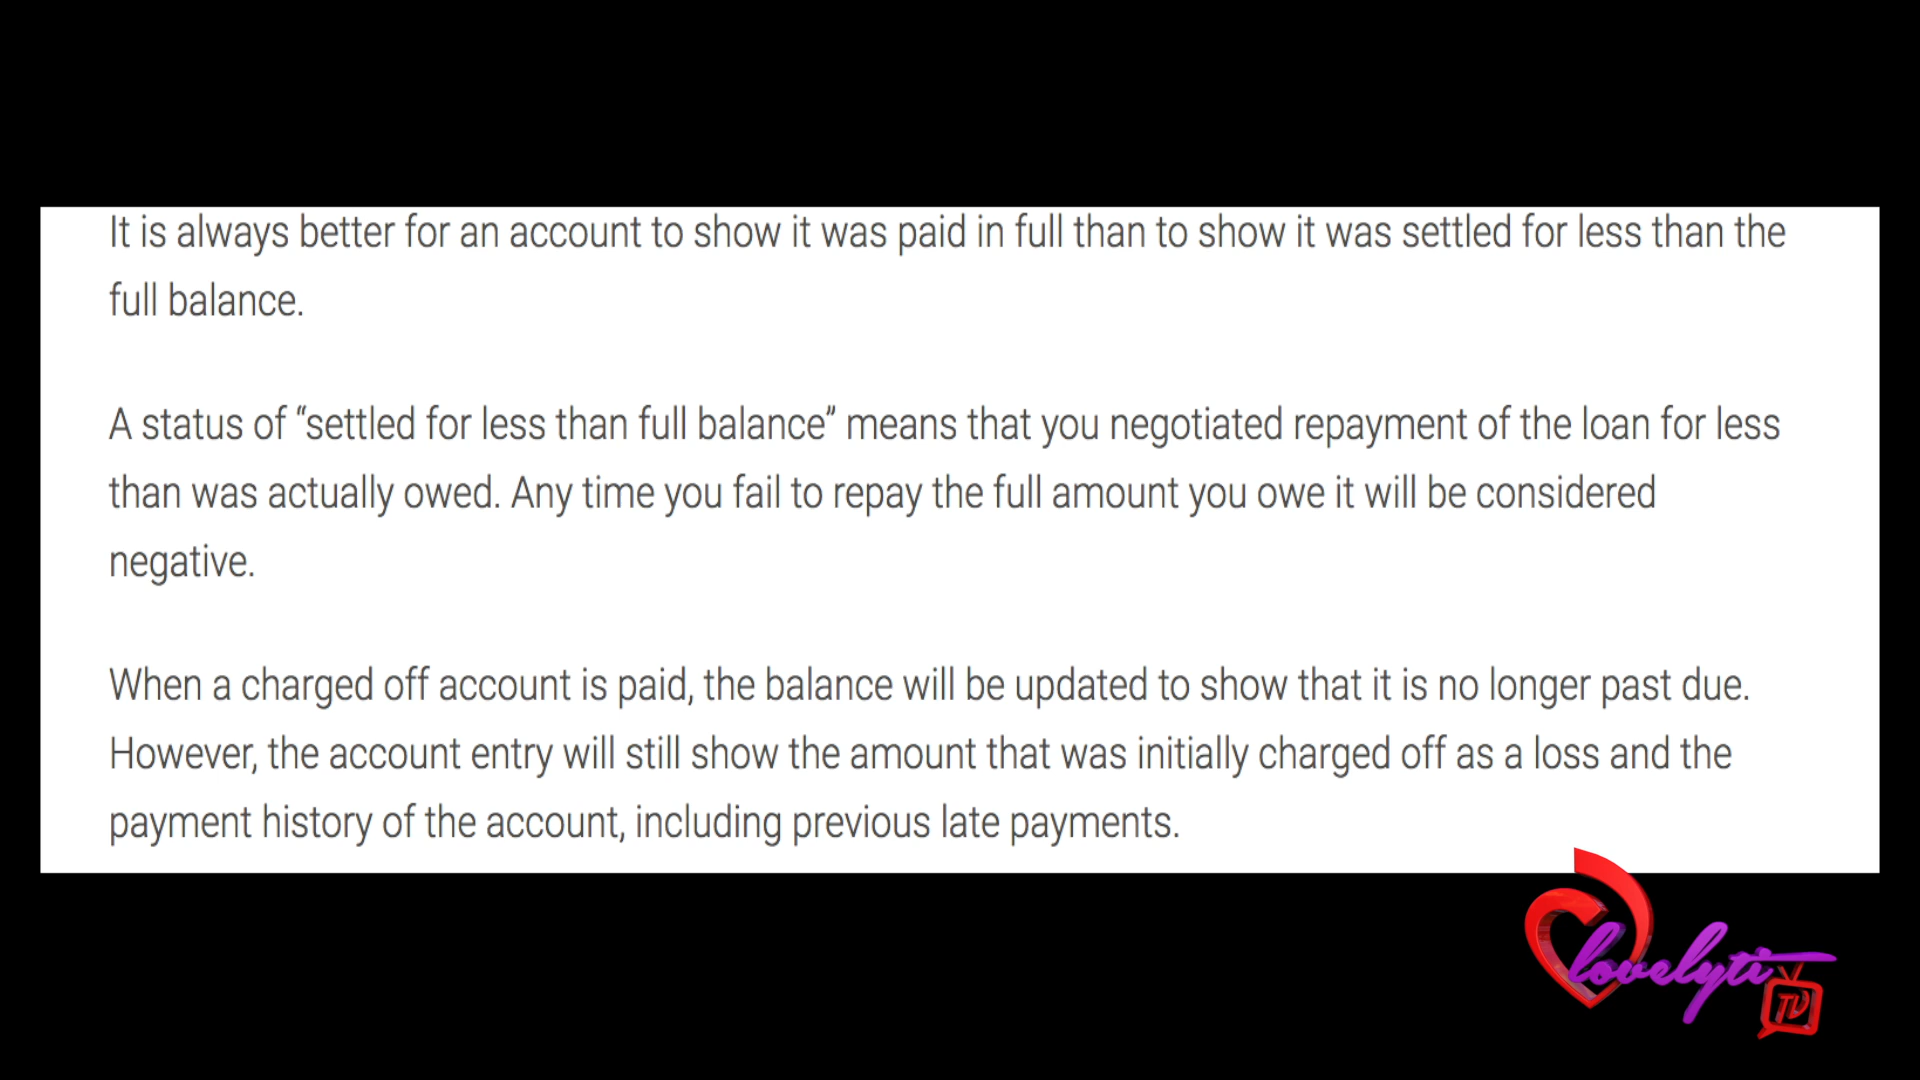 It is always better for an account to show it was paid in full than to show it was settled for less than the
full balance.
A status of “settled for less than full balance” means that you negotiated repayment of the loan for less
than was actually owed. Any time you fail to repay the full amount you owe it will be considered
negative.
When a charged off account is paid, the balance will be updated to show that it is no longer past due.
However, the account entry will still show the amount that was initially charged off as a loss and the
payment history of the account, including previous late payments.
lovelyti
TV